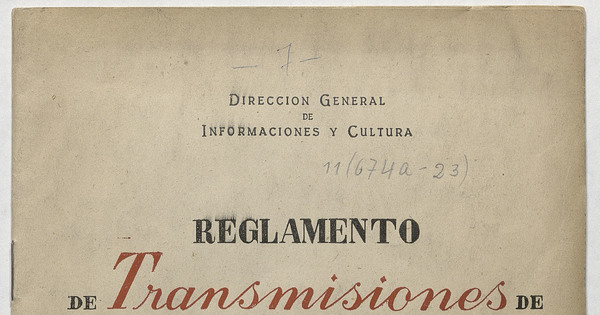 - 7 -
DIRECCION GENERAL
DE
INFORMACIONES Y CULTURA
11(674a-23)
REGLAMENTO
DE Transmisiones DE